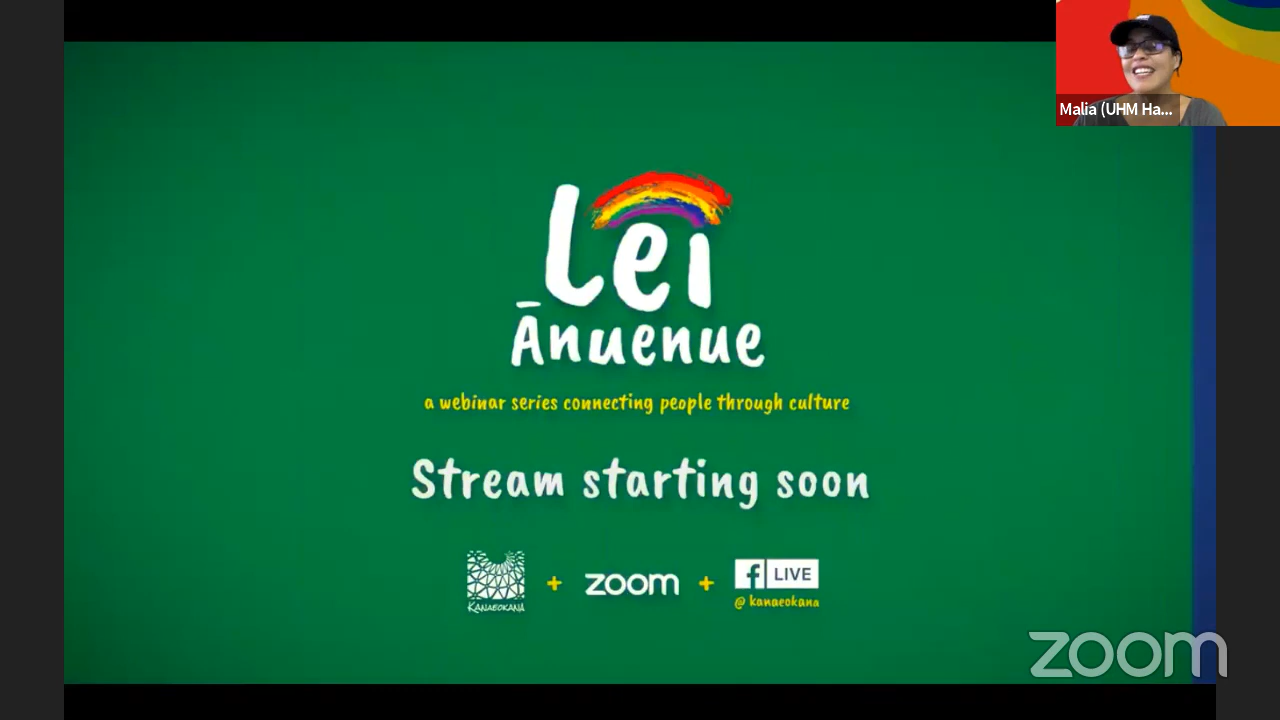 Malia (UHM Ha...
Lei
Ānuenue
a webinar series connecting people through culture
Stream starting soon
KANAEOKANA + zoom + f LIVE
@ kanaeokana
zoom